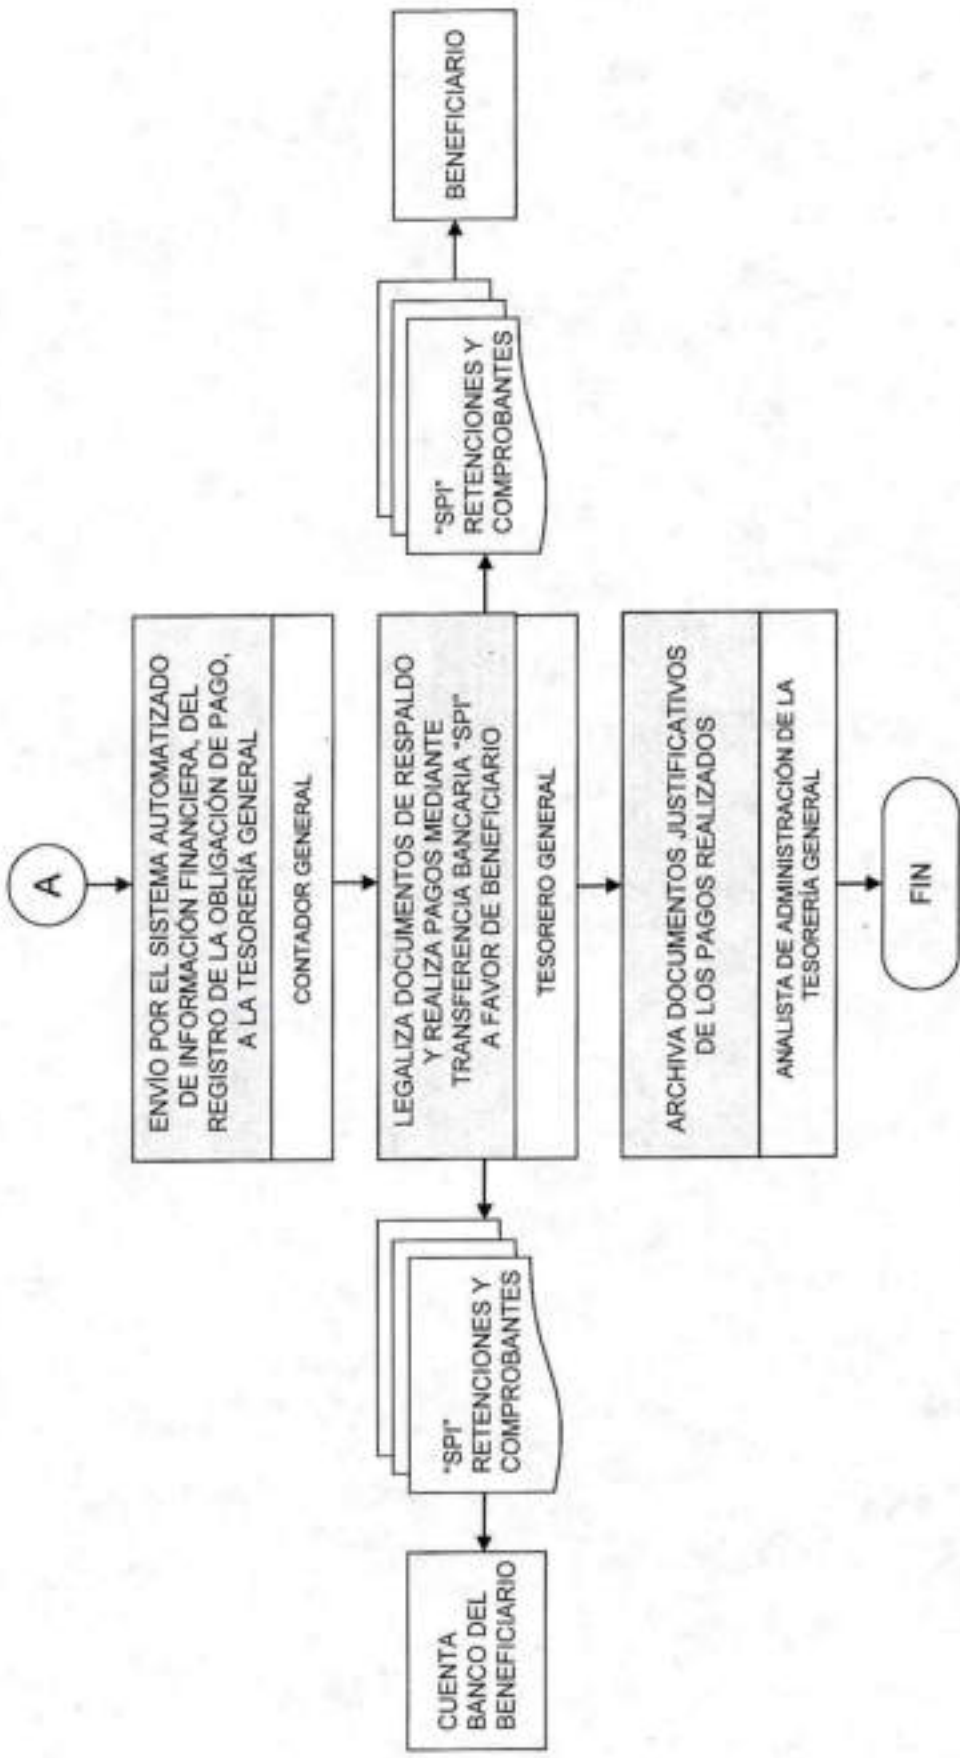 A
ENVÍO POR EL SISTEMA AUTOMATIZADO
DE INFORMACIÓN FINANCIERA, DEL
REGISTRO DE LA OBLIGACIÓN DE PAGO,
A LA TESORERÍA GENERAL
CONTADOR GENERAL
LEGALIZA DOCUMENTOS DE RESPALDO
Y REALIZA PAGOS MEDIANTE
TRANSFERENCIA BANCARIA "SPI"
A FAVOR DE BENEFICIARIO
TESORERO GENERAL
"SPI"
RETENCIONES Y
COMPROBANTES
CUENTA
BANCO DEL
BENEFICIARIO
"SPI"
RETENCIONES Y
COMPROBANTES
BENEFICIARIO
ARCHIVA DOCUMENTOS JUSTIFICATIVOS
DE LOS PAGOS REALIZADOS
ANALISTA DE ADMINISTRACIÓN DE LA
TESORERÍA GENERAL
FIN